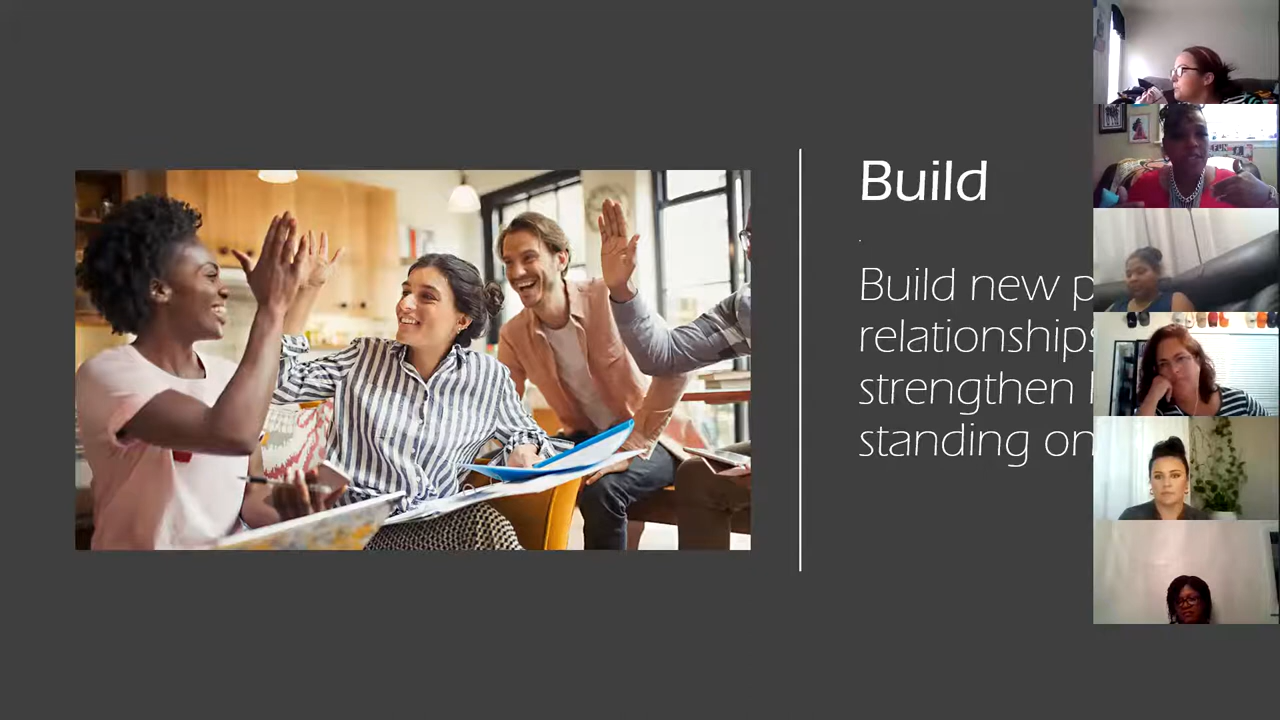 Build
Build new
relationships
strengthen
standing on